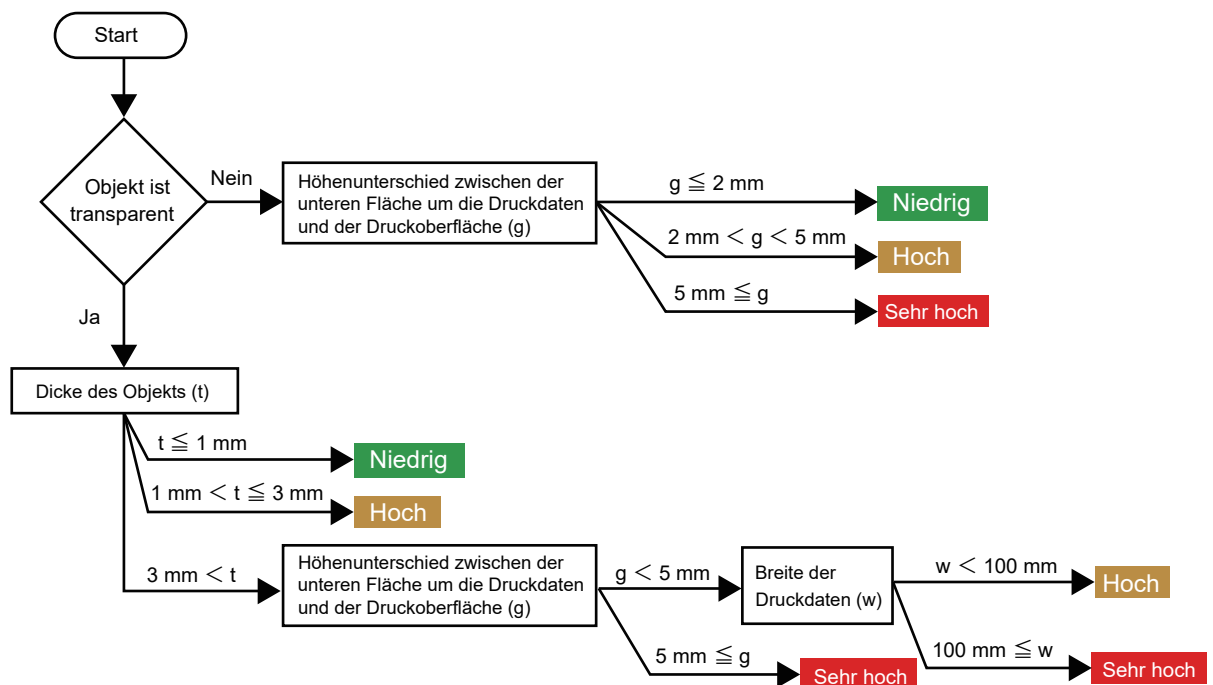 Start
Objekt ist
transparent
Nein
Höhenunterschied zwischen der
unteren Fläche um die Druckdaten
und der Druckoberfläche (g)
g ≦ 2 mm
Niedrig
2 mm < g < 5 mm
Hoch
5 mm ≦ g
Sehr hoch
Ja
Dicke des Objekts (t)
t ≦ 1 mm
Niedrig
1 mm < t ≦ 3 mm
Hoch
3 mm < t
Höhenunterschied zwischen der
unteren Fläche um die Druckdaten
und der Druckoberfläche (g)
g < 5 mm
Breite der
Druckdaten (w)
w < 100 mm
Hoch
100 mm ≦ w
Sehr hoch
5 mm ≦ g
Sehr hoch